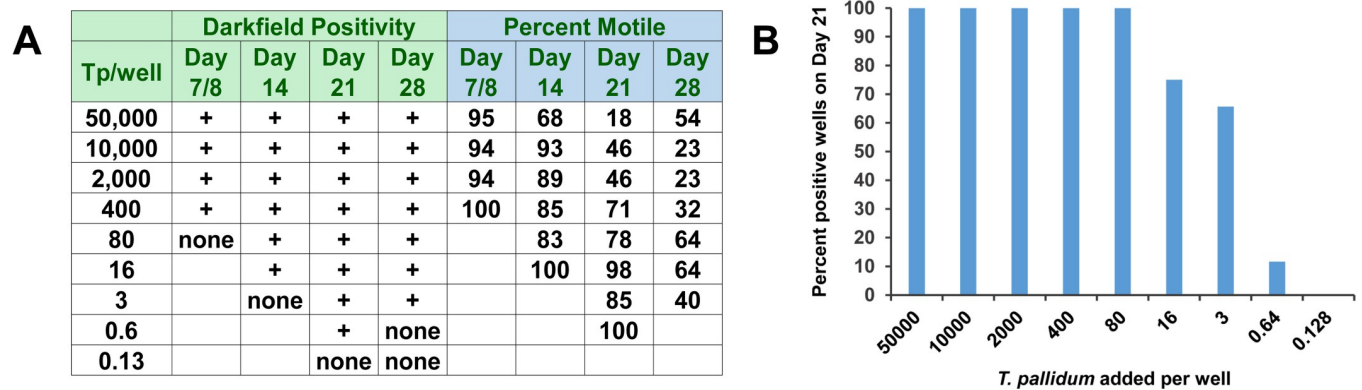 A
Darkfield Positivity Percent Motile
Tp/well Day 7/8 Day 14 Day 21 Day 28 Day 7/8 Day 14 Day 21 Day 28
50,000 + + + + 95 68 18 54
10,000 + + + + 94 93 46 23
2,000 + + + + 94 89 46 23
400 + + + + 100 85 71 32
80 none + + + 83 78 64
16 + + + 100 98 64
3 none + + 85 40
0.6 + none 100
0.13 none none
B
Percent positive wells on Day 21
100
90
80
70
60
50
40
30
20
10
0
50000 10000 2000 400 80 16 3 0.64 0.128
T. pallidum added per well